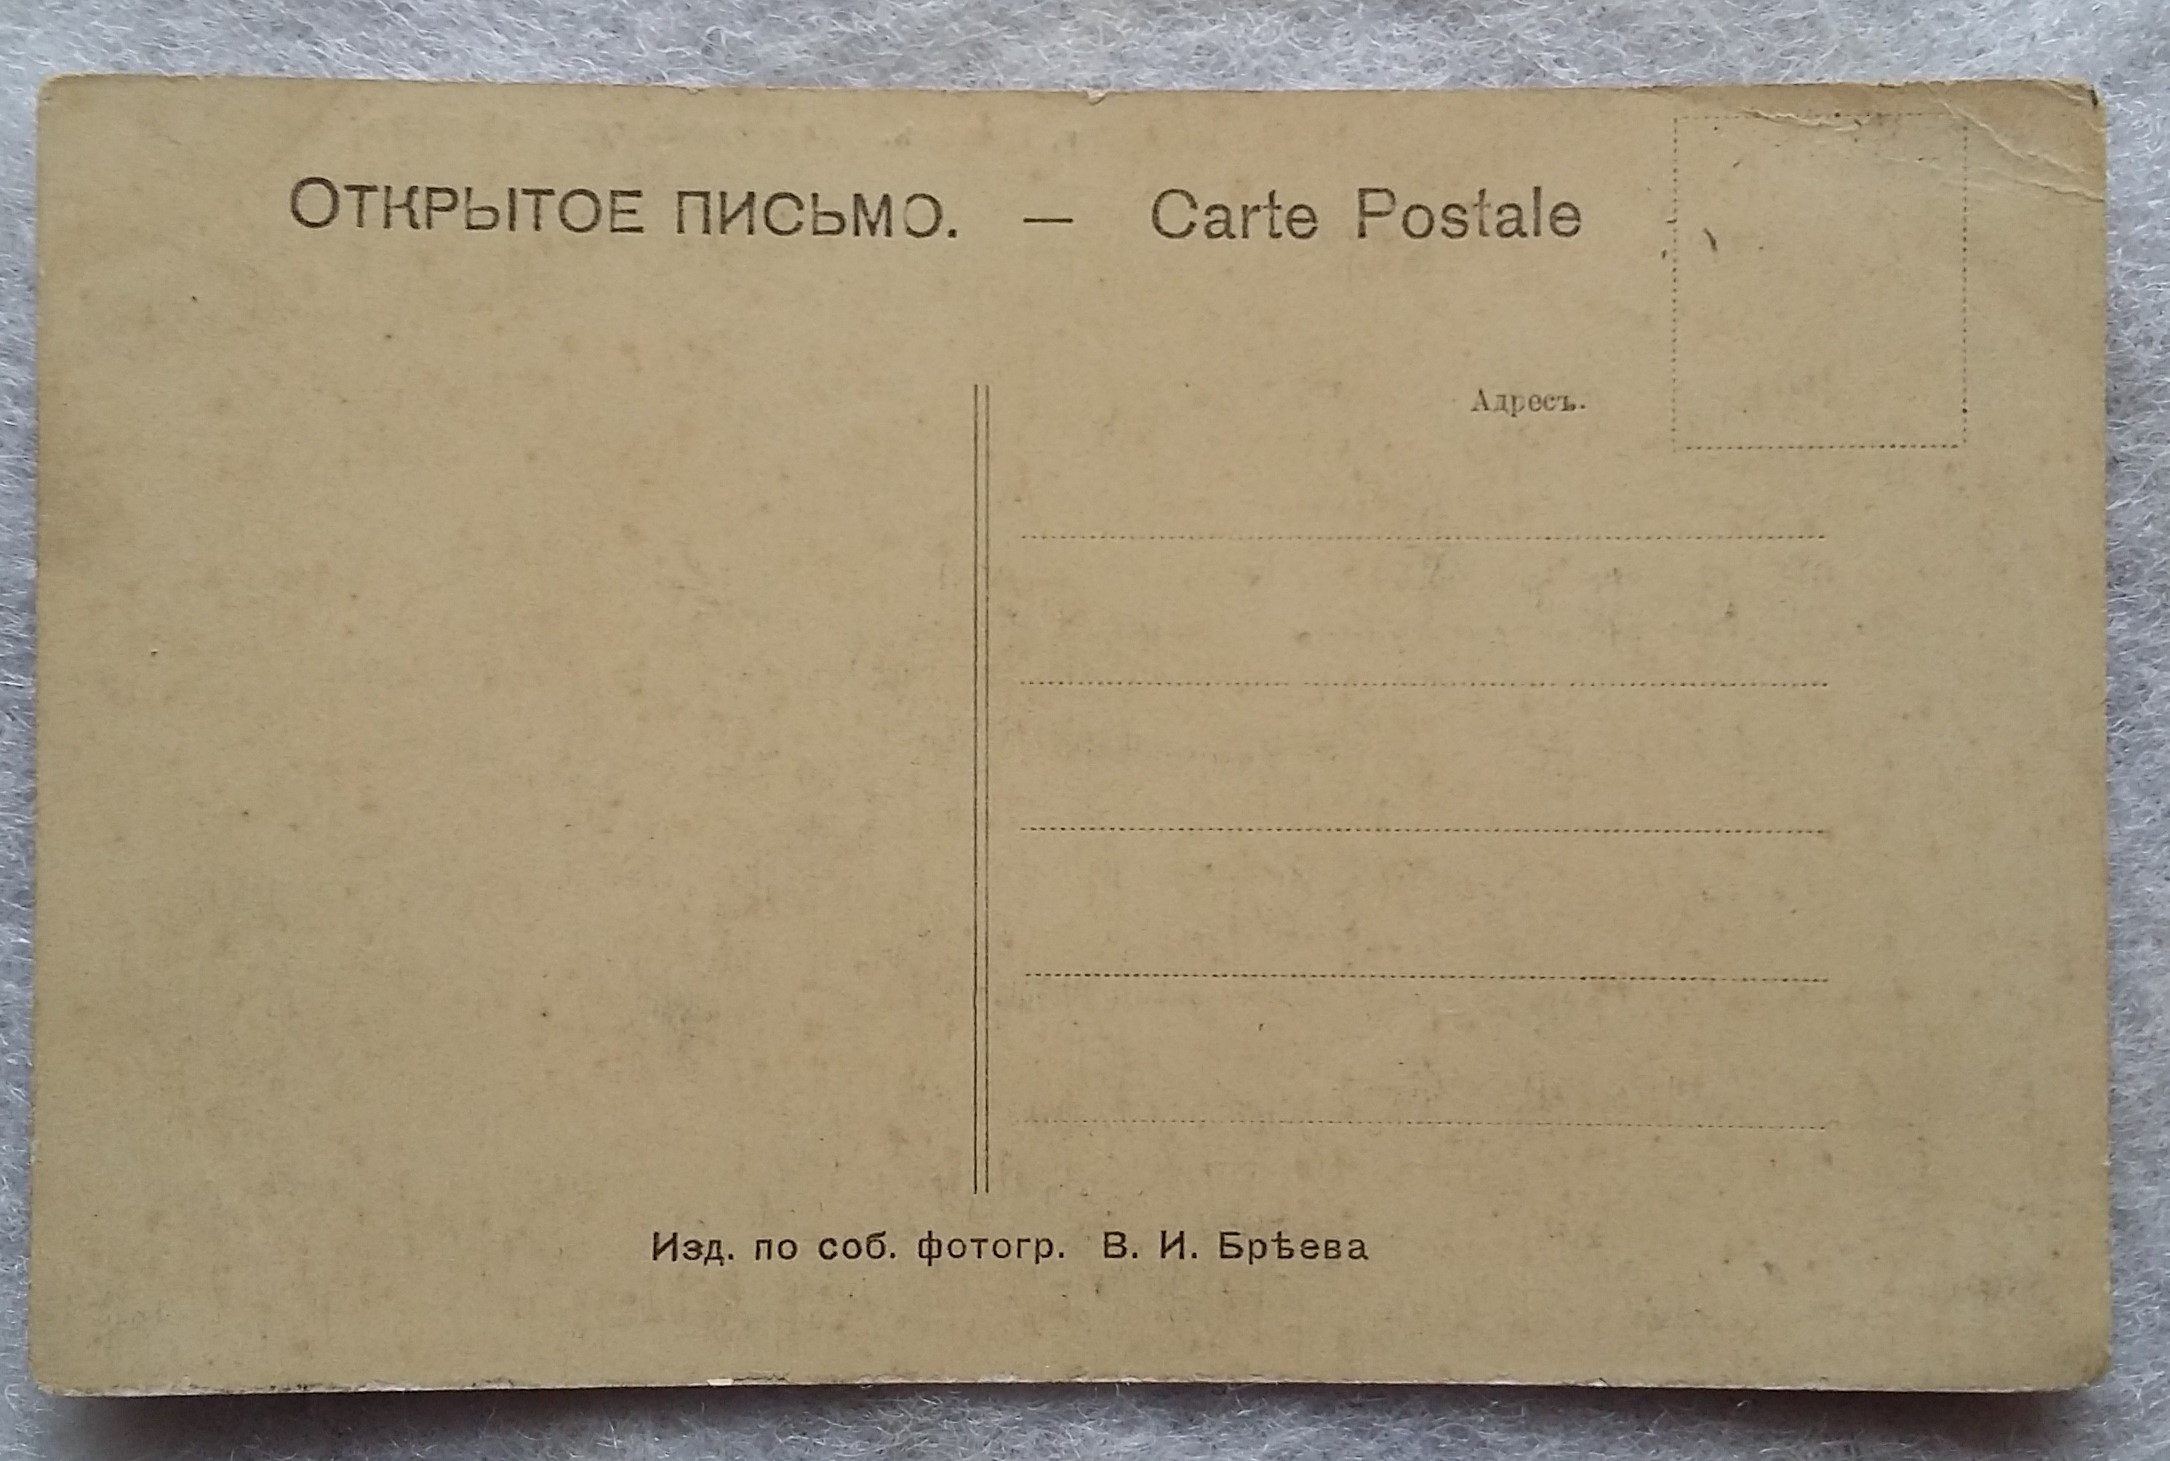 Открытое письмо. — Carte Postale
Адресъ.
Изд. по соб. фотогр. В. И. Брѣева